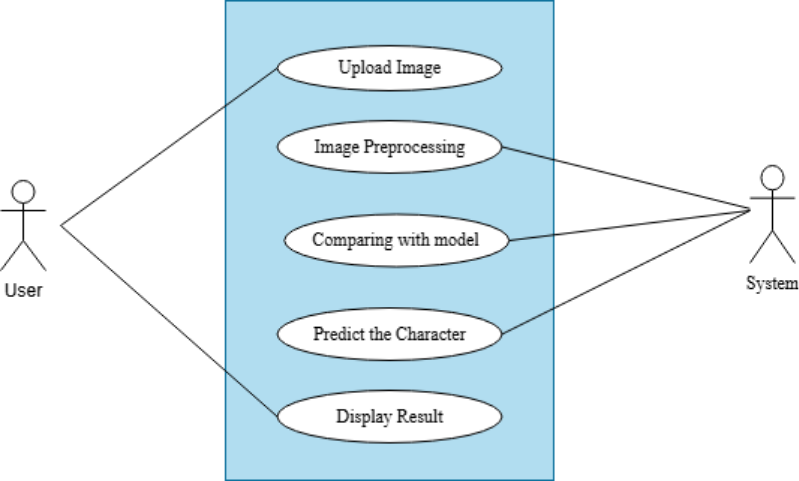 Upload Image
Image Preprocessing
Comparing with model
Predict the Character
Display Result
User
System